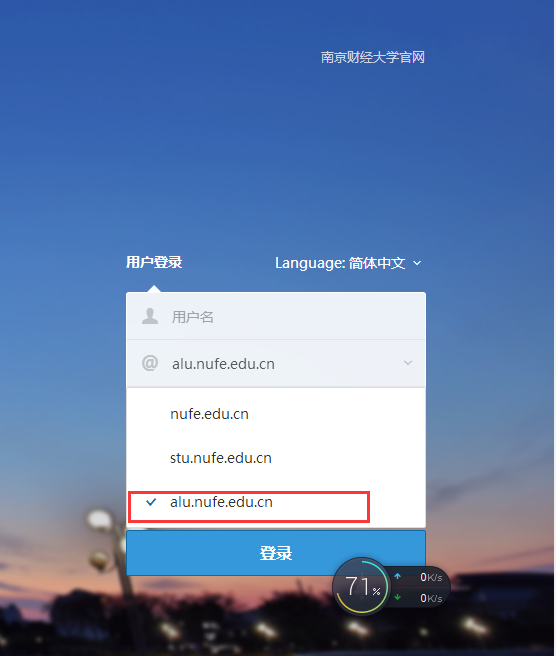 南京财经大学官网
用户登录
Language: 简体中文
用户名
@ alu.nufe.edu.cn
nufe.edu.cn
stu.nufe.edu.cn
alu.nufe.edu.cn
登录
71%
0K/s
0K/s